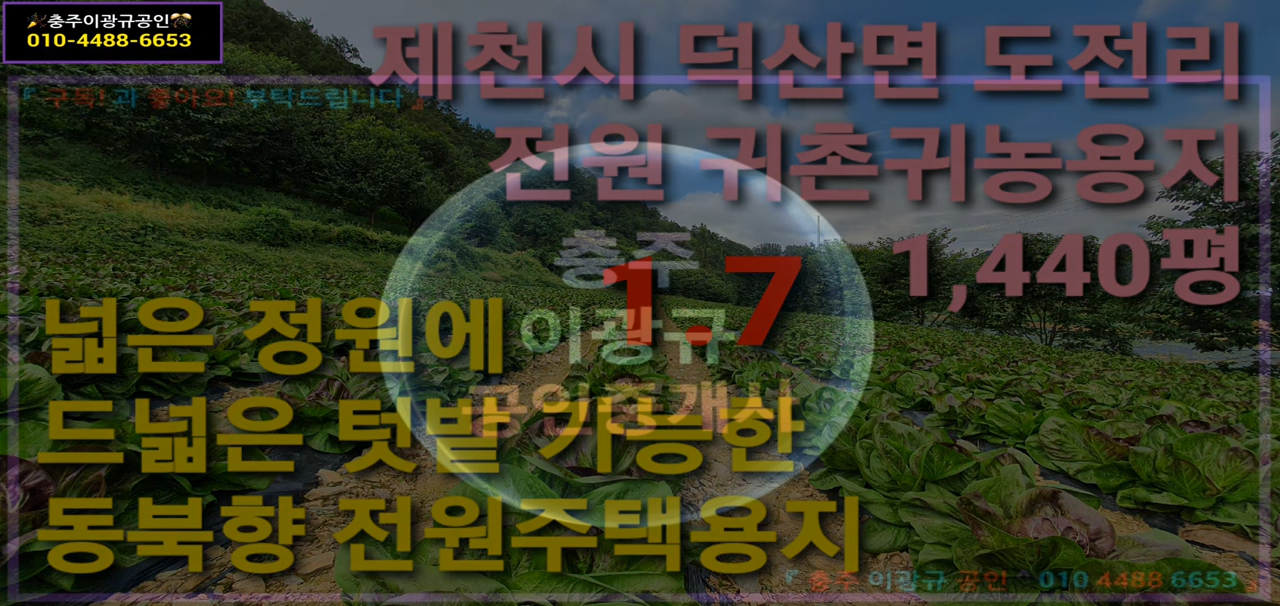 🎉충주이광규공인☎
010-4488-6653
『구독!과 좋아요! 부탁드립니다』
제천시 덕산면 도전리
전원 귀촌귀농용지
1,440평
충주
이광규
공인중개사
1.7
넓은 정원에
드넓은 텃밭 가능한
동북향 전원주택용지
『충주 이광규 공인 010 4488 6653』